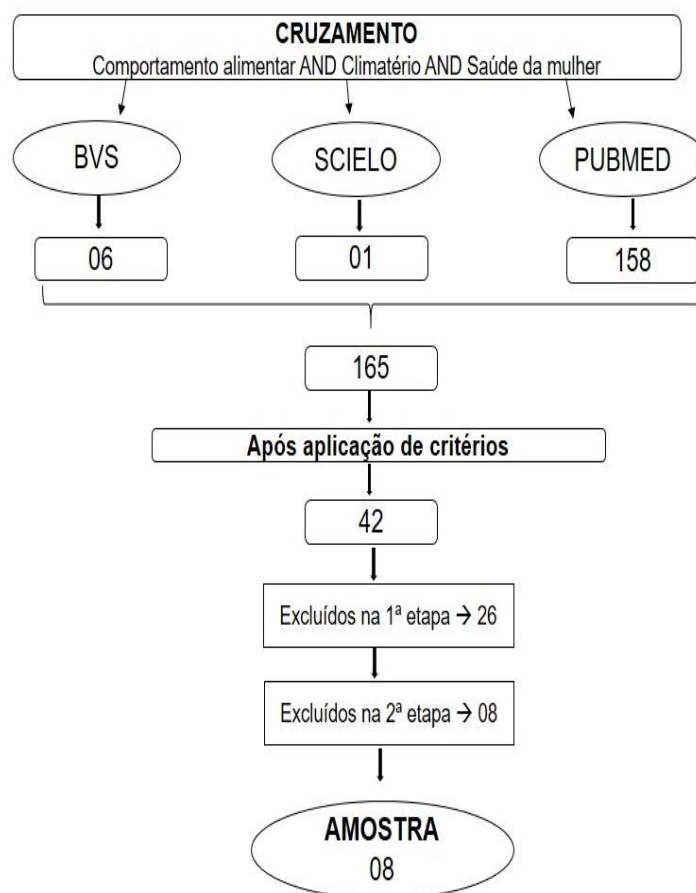 CRUZAMENTO
Comportamento alimentar AND Climatério AND Saúde da mulher
BVS
SCIELO
PUBMED
06
01
158
165
Após aplicação de critérios
42
Excluídos na 1ª etapa → 26
Excluídos na 2ª etapa → 08
AMOSTRA
08